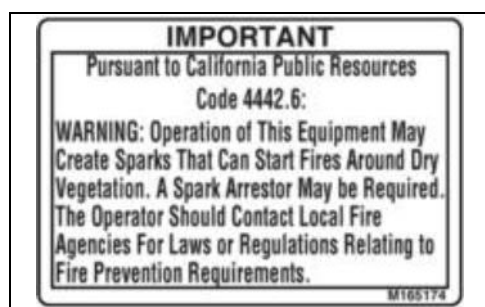 IMPORTANT
Pursuant to California Public Resources
Code 4442.6:
WARNING: Operation of This Equipment May
Create Sparks That Can Start Fires Around Dry
Vegetation. A Spark Arrestor May be Required.
The Operator Should Contact Local Fire
Agencies For Laws or Regulations Relating to
Fire Prevention Requirements.
M165174